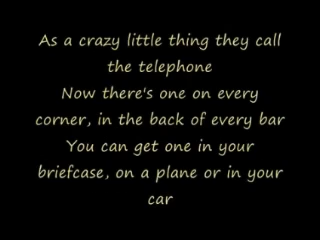 As a crazy little thing they call
the telephone
Now there's one on every
corner, in the back of every bar
You can get one in your
briefcase, on a plane or in your
car